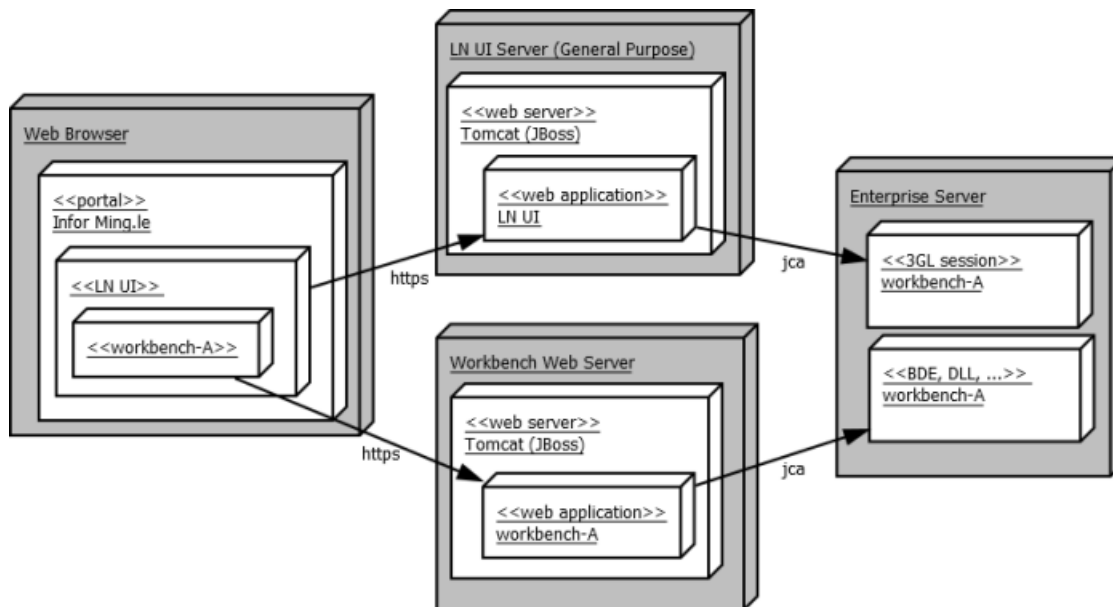 Web Browser
<<portal>>
Infor Ming.le
<<LN UI>>
<<workbench-A>>
https
https
LN UI Server (General Purpose)
<<web server>>
Tomcat (JBoss)
<<web application>>
LN UI
Workbench Web Server
<<web server>>
Tomcat (JBoss)
<<web application>>
workbench-A
jca
jca
Enterprise Server
<<3GL session>>
workbench-A
<<BDE, DLL, ...>>
workbench-A